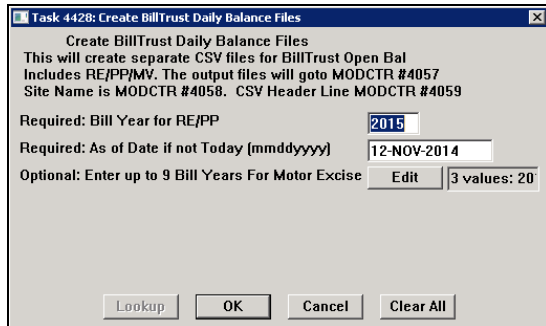 Task 4428: Create BillTrust Daily Balance Files
Create BillTrust Daily Balance Files
This will create separate CSV files for BillTrust Open Bal
Includes RE/PP/MV. The output files will goto MODCTR #4057
Site Name is MODCTR #4058. CSV Header Line MODCTR #4059
Required: Bill Year for RE/PP 2015
Required: As of Date if not Today (mmddyyyy) 12-NOV-2014
Optional: Enter up to 9 Bill Years For Motor Excise Edit 3 values: 20
Lookup OK Cancel Clear All